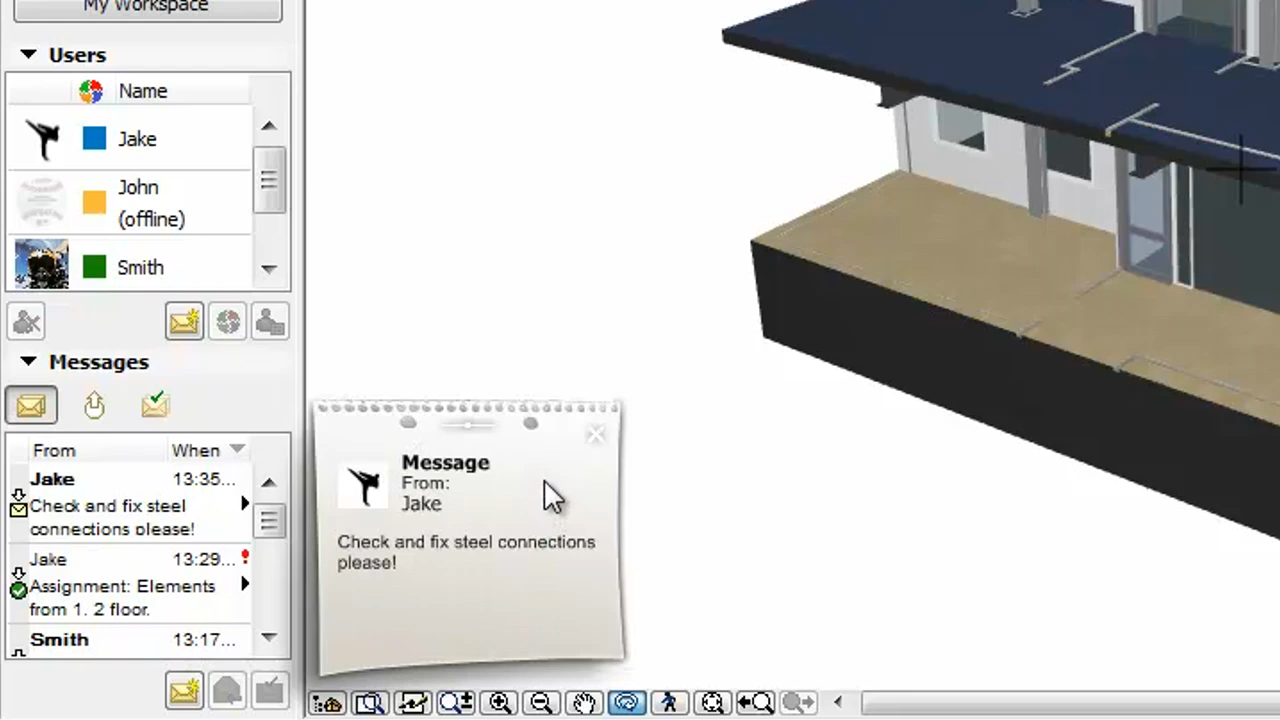 My Workspace
Users
Name
Jake
John
(offline)
Smith
Messages
From When
Jake 13:35...
Check and fix steel
connections please!
Jake 13:29...
Assignment: Elements
from 1. 2 floor.
Smith 13:17...
Message
From:
Jake
Check and fix steel connections
please!